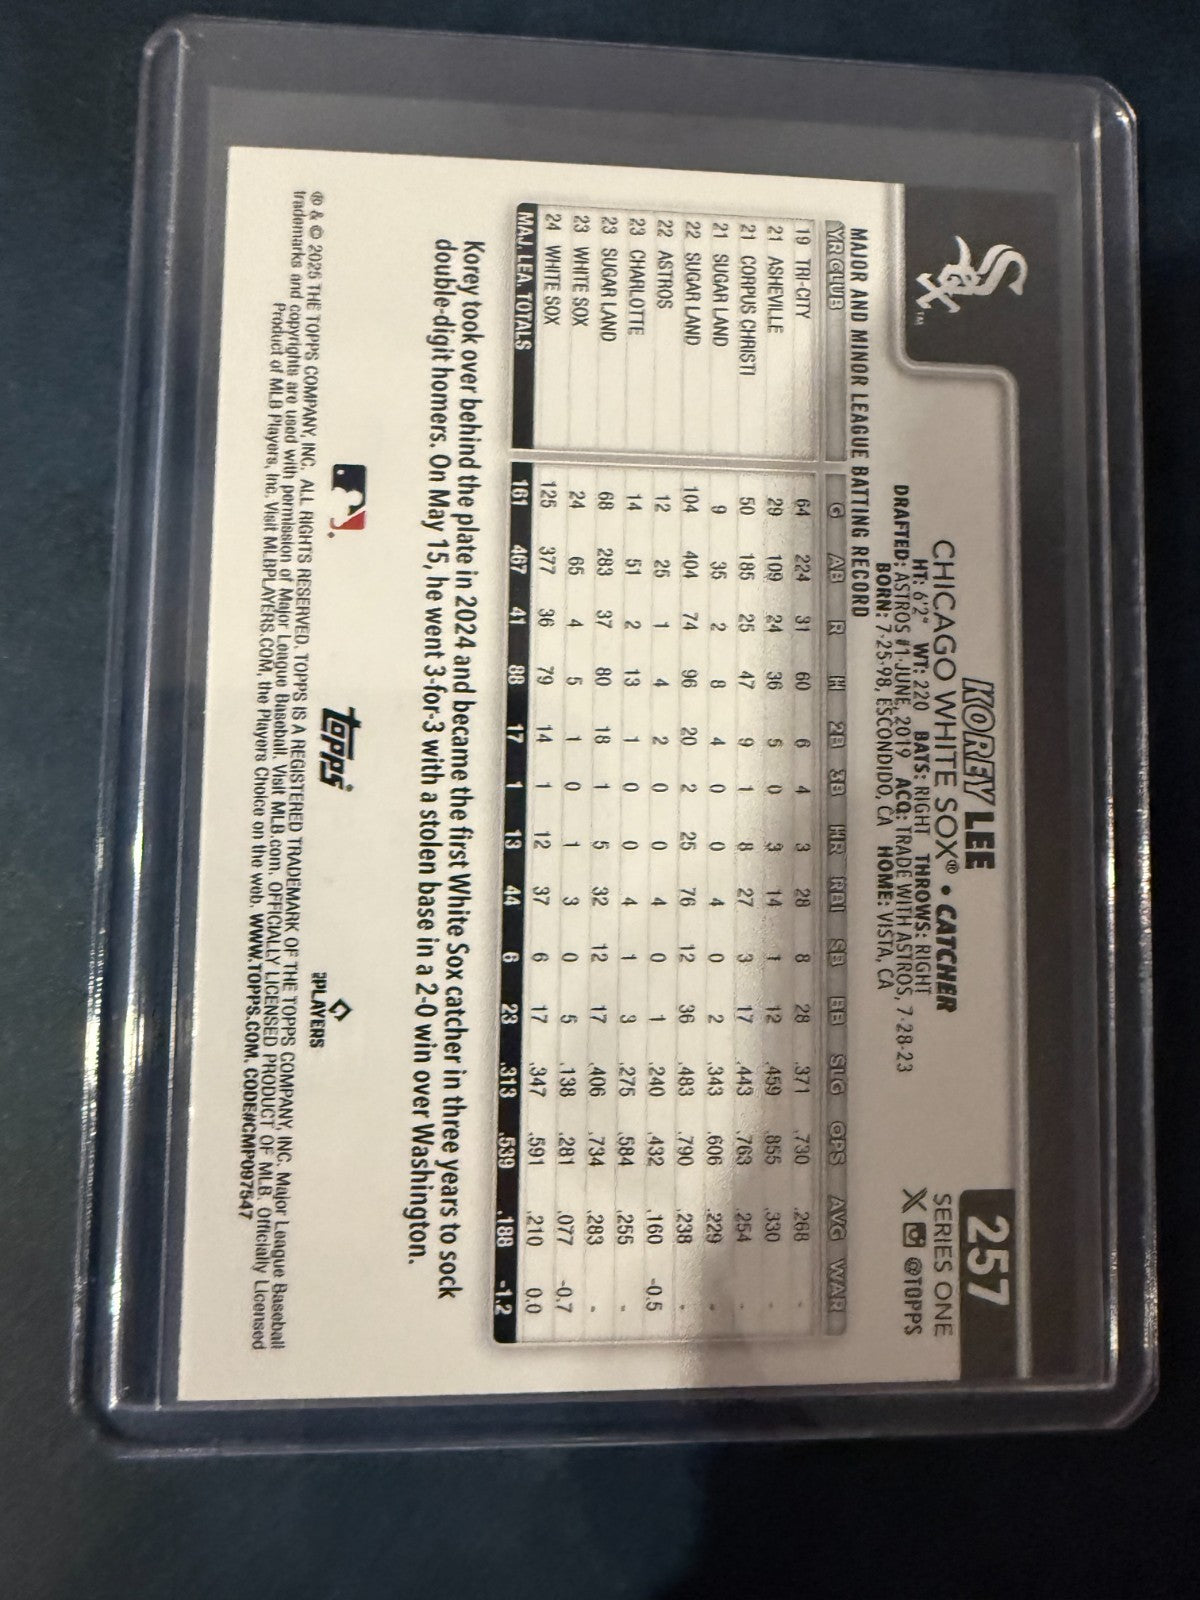 Sox™
KOREY LEE
CHICAGO WHITE SOX® • CATCHER
HT: 6'2" WT: 220 BATS: RIGHT THROWS: RIGHT
DRAFTED: ASTROS #1-JUNE, 2019 ACQ: TRADE WITH ASTROS, 7-28-23
BORN: 7-25-98, ESCONDIDO, CA HOME: VISTA, CA
257
SERIES ONE
@TOPPS
MAJOR AND MINOR LEAGUE BATTING RECORD
YR CLUB G AB R H 2B 3B HR RBI SB BB SLG OPS AVG WAR
19 TRI-CITY 64 224 31 60 6 4 3 28 8 28 .371 .730 .268 -
21 ASHEVILLE 29 109 24 36 5 0 3 14 1 12 .459 .855 .330 -
21 CORPUS CHRISTI 50 185 25 47 9 1 8 27 3 17 .443 .763 .254 -
21 SUGAR LAND 9 35 2 8 4 0 0 4 0 2 .343 .606 .229 -
22 SUGAR LAND 104 404 74 96 20 2 25 76 12 36 .483 .790 .238 -
22 ASTROS 12 25 1 4 2 0 0 4 0 1 .240 .432 .160 -0.5
23 CHARLOTTE 14 51 2 13 1 0 0 4 1 3 .275 .584 .255 -
23 SUGAR LAND 68 283 37 80 18 1 5 32 12 17 .406 .734 .283 -
23 WHITE SOX 24 65 4 5 1 0 1 3 0 5 .138 .281 .077 -0.7
24 WHITE SOX 125 377 36 79 14 1 12 37 6 17 .347 .591 .210 0.0
MAJ. LEA. TOTALS 161 467 41 88 17 1 13 44 6 23 .313 .539 .188 -1.2
Korey took over behind the plate in 2024 and became the first White Sox catcher in three years to sock
double-digit homers. On May 15, he went 3-for-3 with a stolen base in a 2-0 win over Washington.
topps®
PLAYERS
® & © 2025 THE TOPPS COMPANY, INC. ALL RIGHTS RESERVED. TOPPS IS A REGISTERED TRADEMARK OF THE TOPPS COMPANY, INC. Major League Baseball
trademarks and copyrights are used with permission of Major League Baseball. Visit MLB.com. OFFICIALLY LICENSED PRODUCT OF MLB. Officially Licensed
Product of MLB Players, Inc. Visit MLBPLAYERS.COM, the Players Choice on the web. WWW.TOPPS.COM. CODE#CMP097547